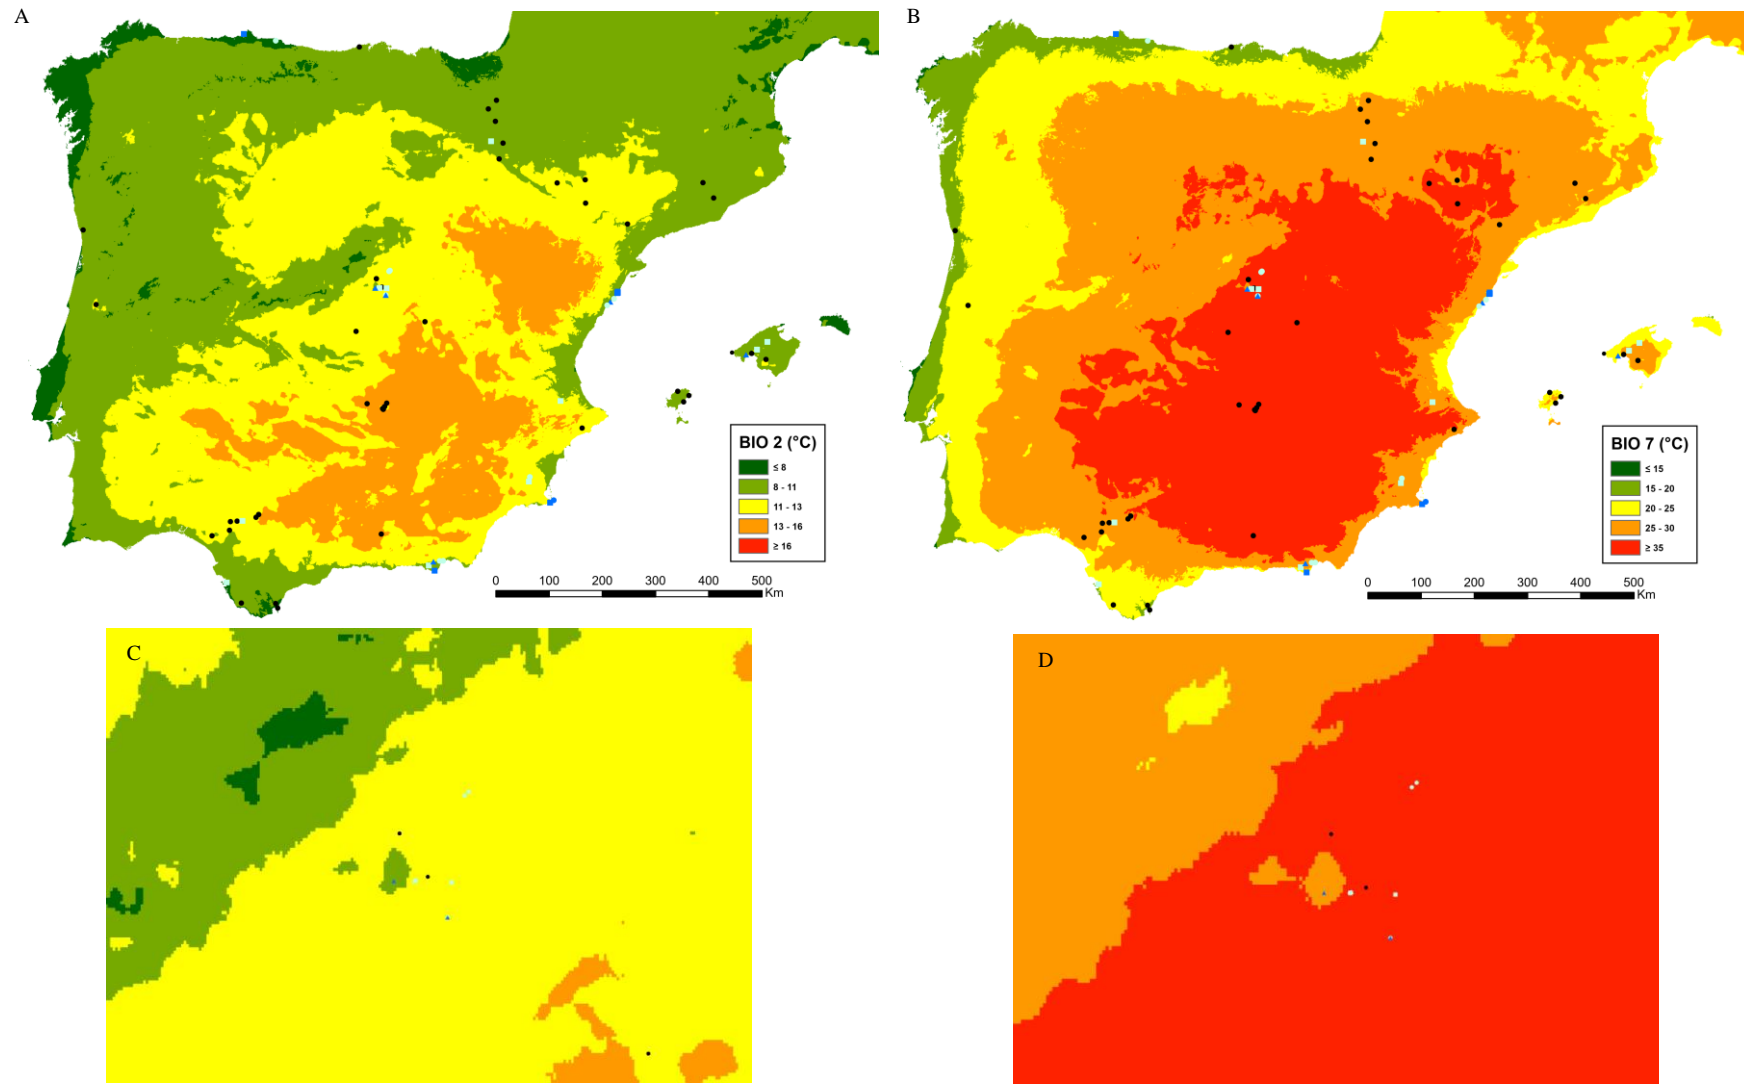 A
B
BIO 2 (°C)
≤ 8
8 - 11
11 - 13
13 - 16
≥ 16
0 100 200 300 400 500 Km
BIO 7 (°C)
≤ 15
15 - 20
20 - 25
25 - 30
≥ 35
0 100 200 300 400 500 Km
C
D